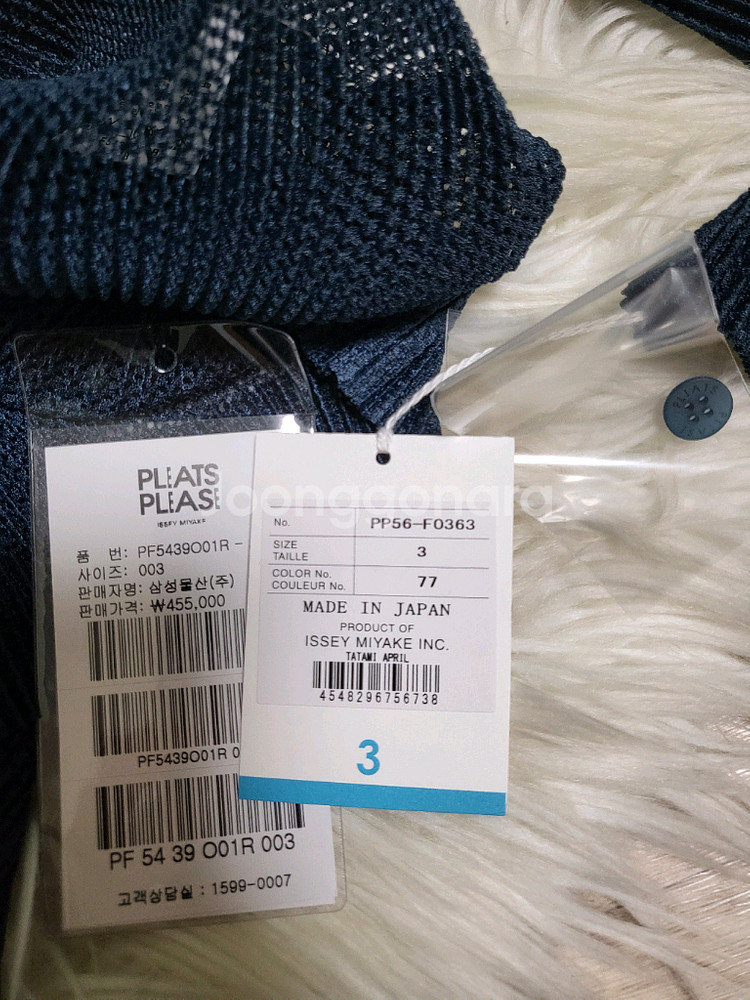 PLEATS
PLEASE
ISSEY MIYAKE
품 번: PF5439O01R -
사이즈: 003
판매자명: 삼성물산(주)
판매가격: ₩455,000
PF5439O01R 0
PF 54 39 O01R 003
고객상담실 : 1599-0007
No. PP56-F0363
SIZE
TAILLE 3
COLOR No.
COULEUR No. 77
MADE IN JAPAN
PRODUCT OF
ISSEY MIYAKE INC.
TATAMI APRIL
4548296756738
3
PLEATS
joonggonara